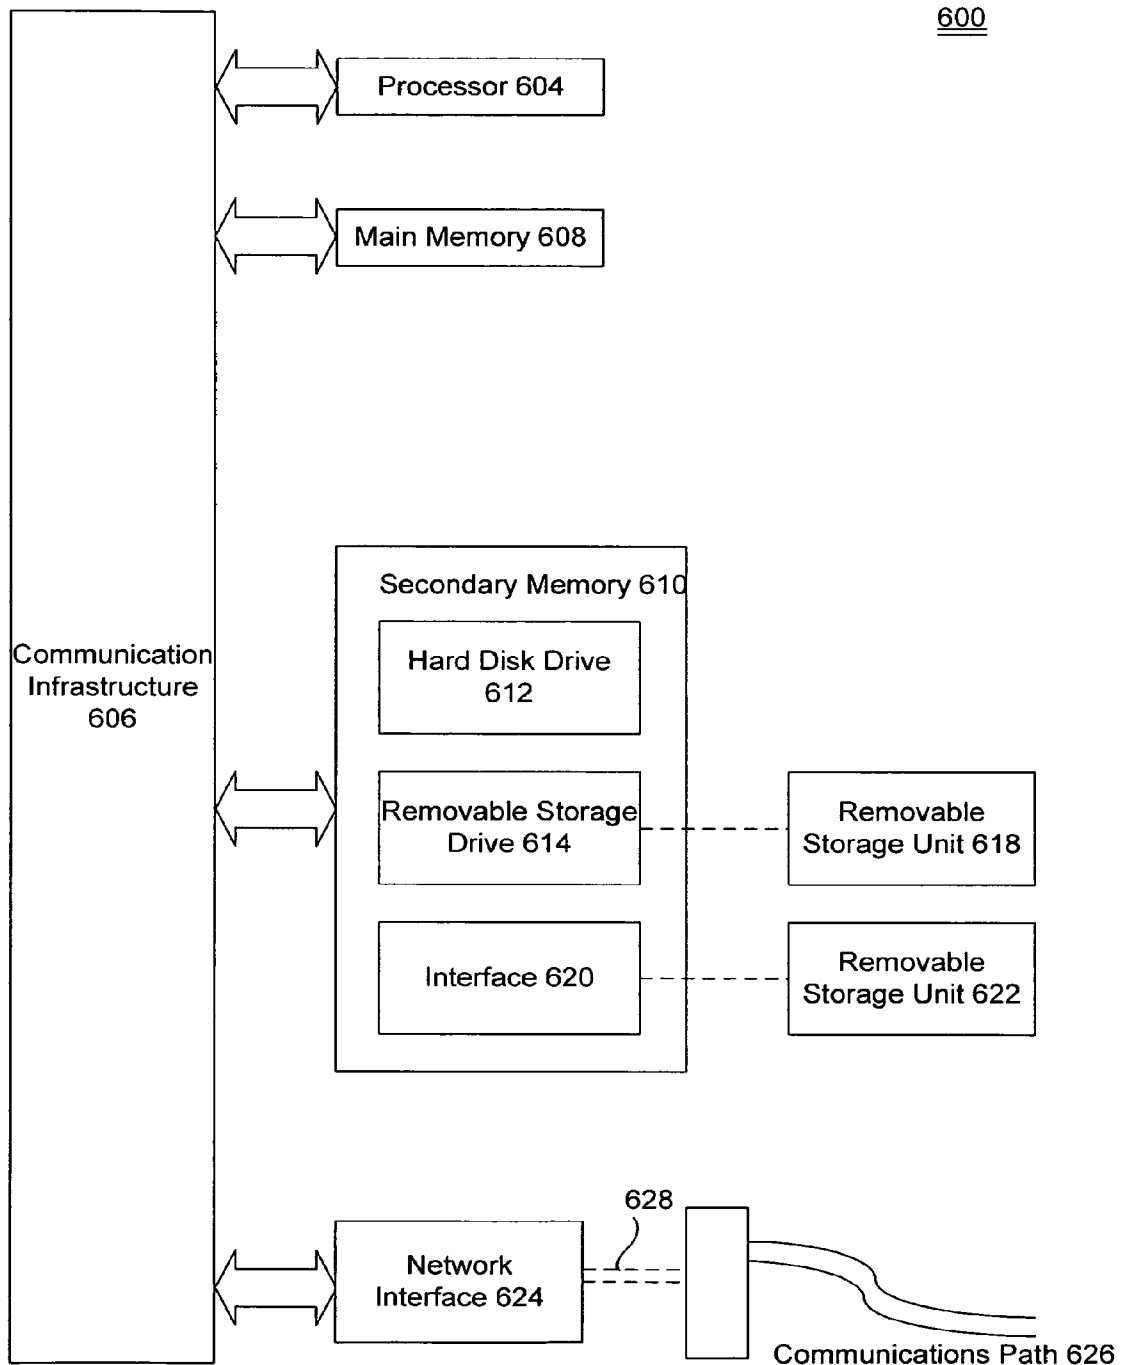 600
Processor 604
Main Memory 608
Communication
Infrastructure
606
Secondary Memory 610
Hard Disk Drive
612
Removable Storage
Drive 614
Removable
Storage Unit 618
Interface 620
Removable
Storage Unit 622
628
Network
Interface 624
Communications Path 626